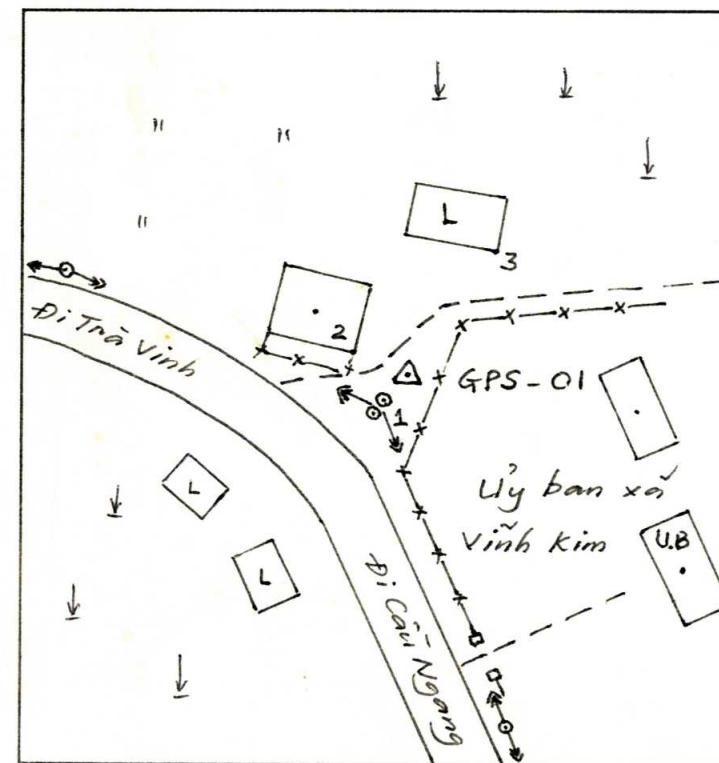 L
3
2
Đi Trà Vinh
GPS-01
1
Ủy ban xã
Vĩnh Kim
U.B
L
L
Đi Cầu Ngang